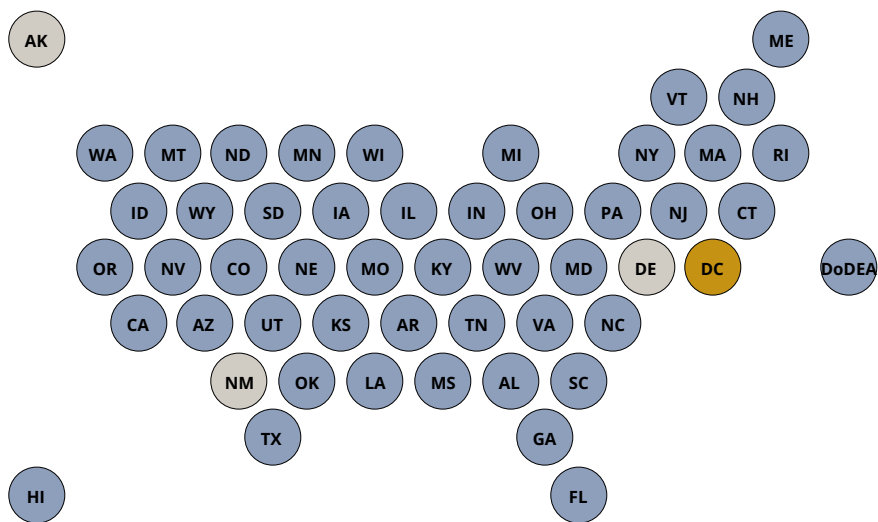 AK ME
VT NH
WA MT ND MN WI MI NY MA RI
ID WY SD IA IL IN OH PA NJ CT
OR NV CO NE MO KY WV MD DE DC DoDEA
CA AZ UT KS AR TN VA NC
NM OK LA MS AL SC
TX GA
HI FL